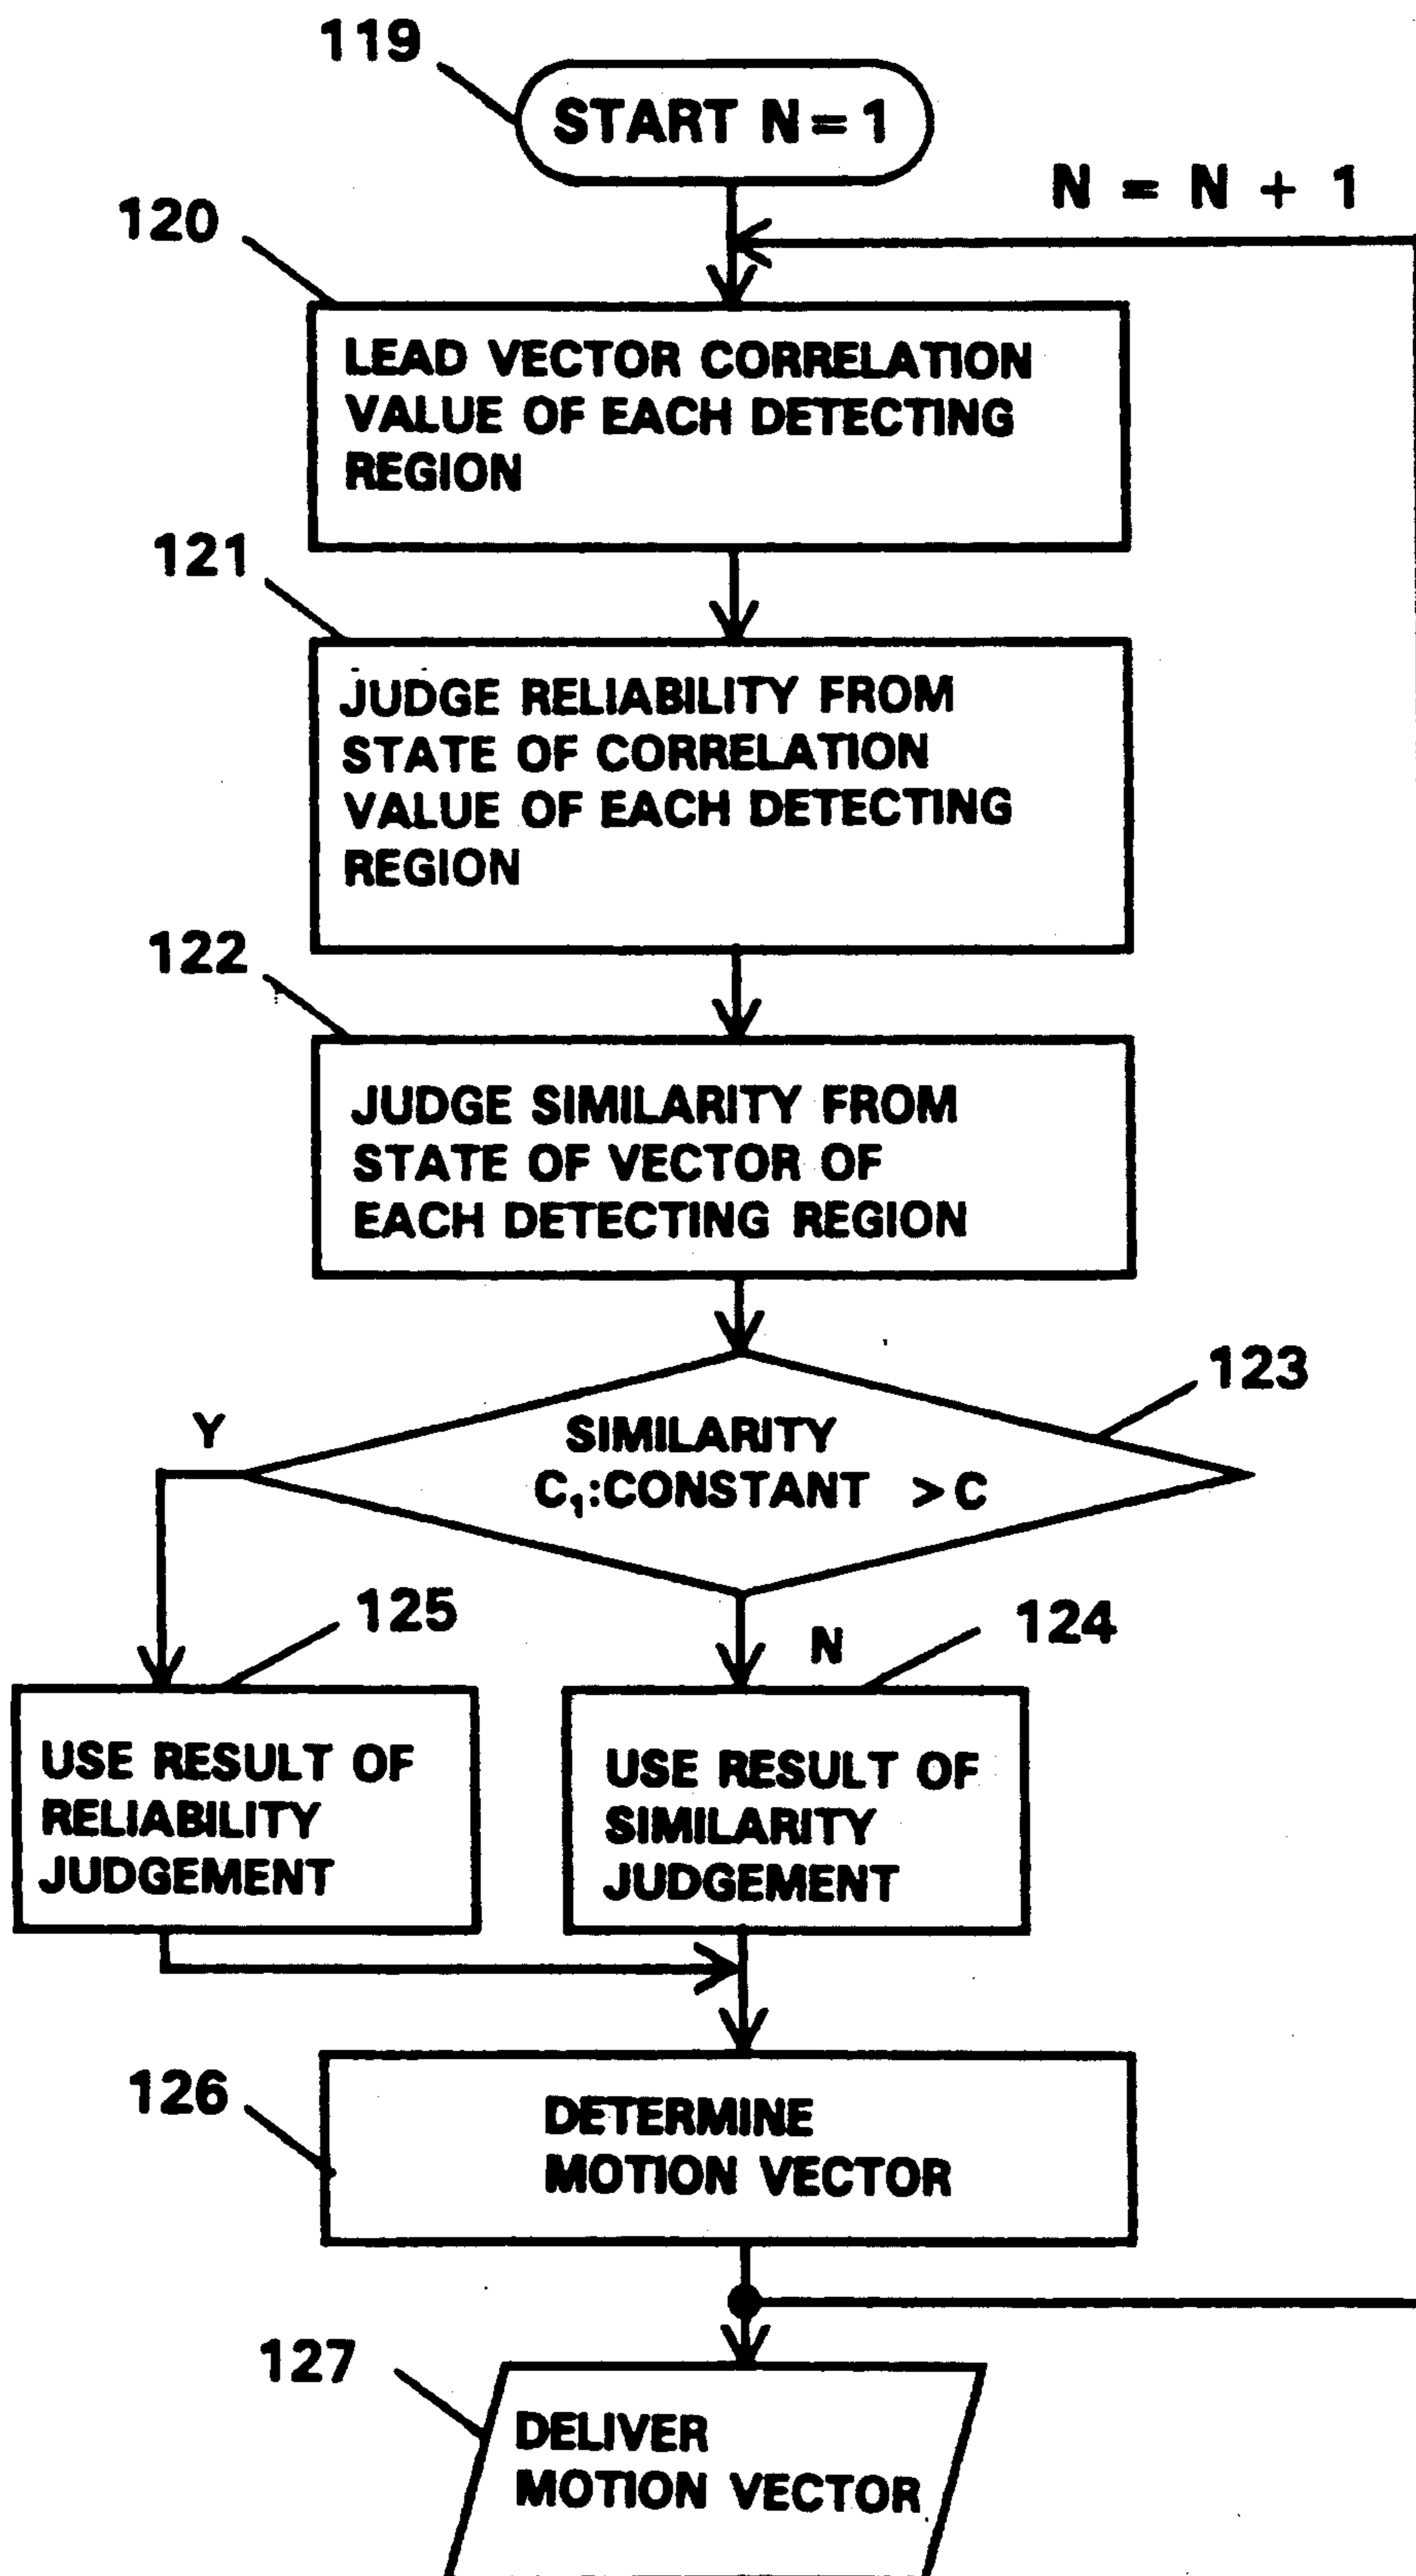 119
START N = 1
N = N + 1
120
LEAD VECTOR CORRELATION
VALUE OF EACH DETECTING
REGION
121
JUDGE RELIABILITY FROM
STATE OF CORRELATION
VALUE OF EACH DETECTING
REGION
122
JUDGE SIMILARITY FROM
STATE OF VECTOR OF
EACH DETECTING REGION
123
SIMILARITY
C₁:CONSTANT > C
Y
N
125
124
USE RESULT OF
RELIABILITY
JUDGEMENT
USE RESULT OF
SIMILARITY
JUDGEMENT
126
DETERMINE
MOTION VECTOR
127
DELIVER
MOTION VECTOR